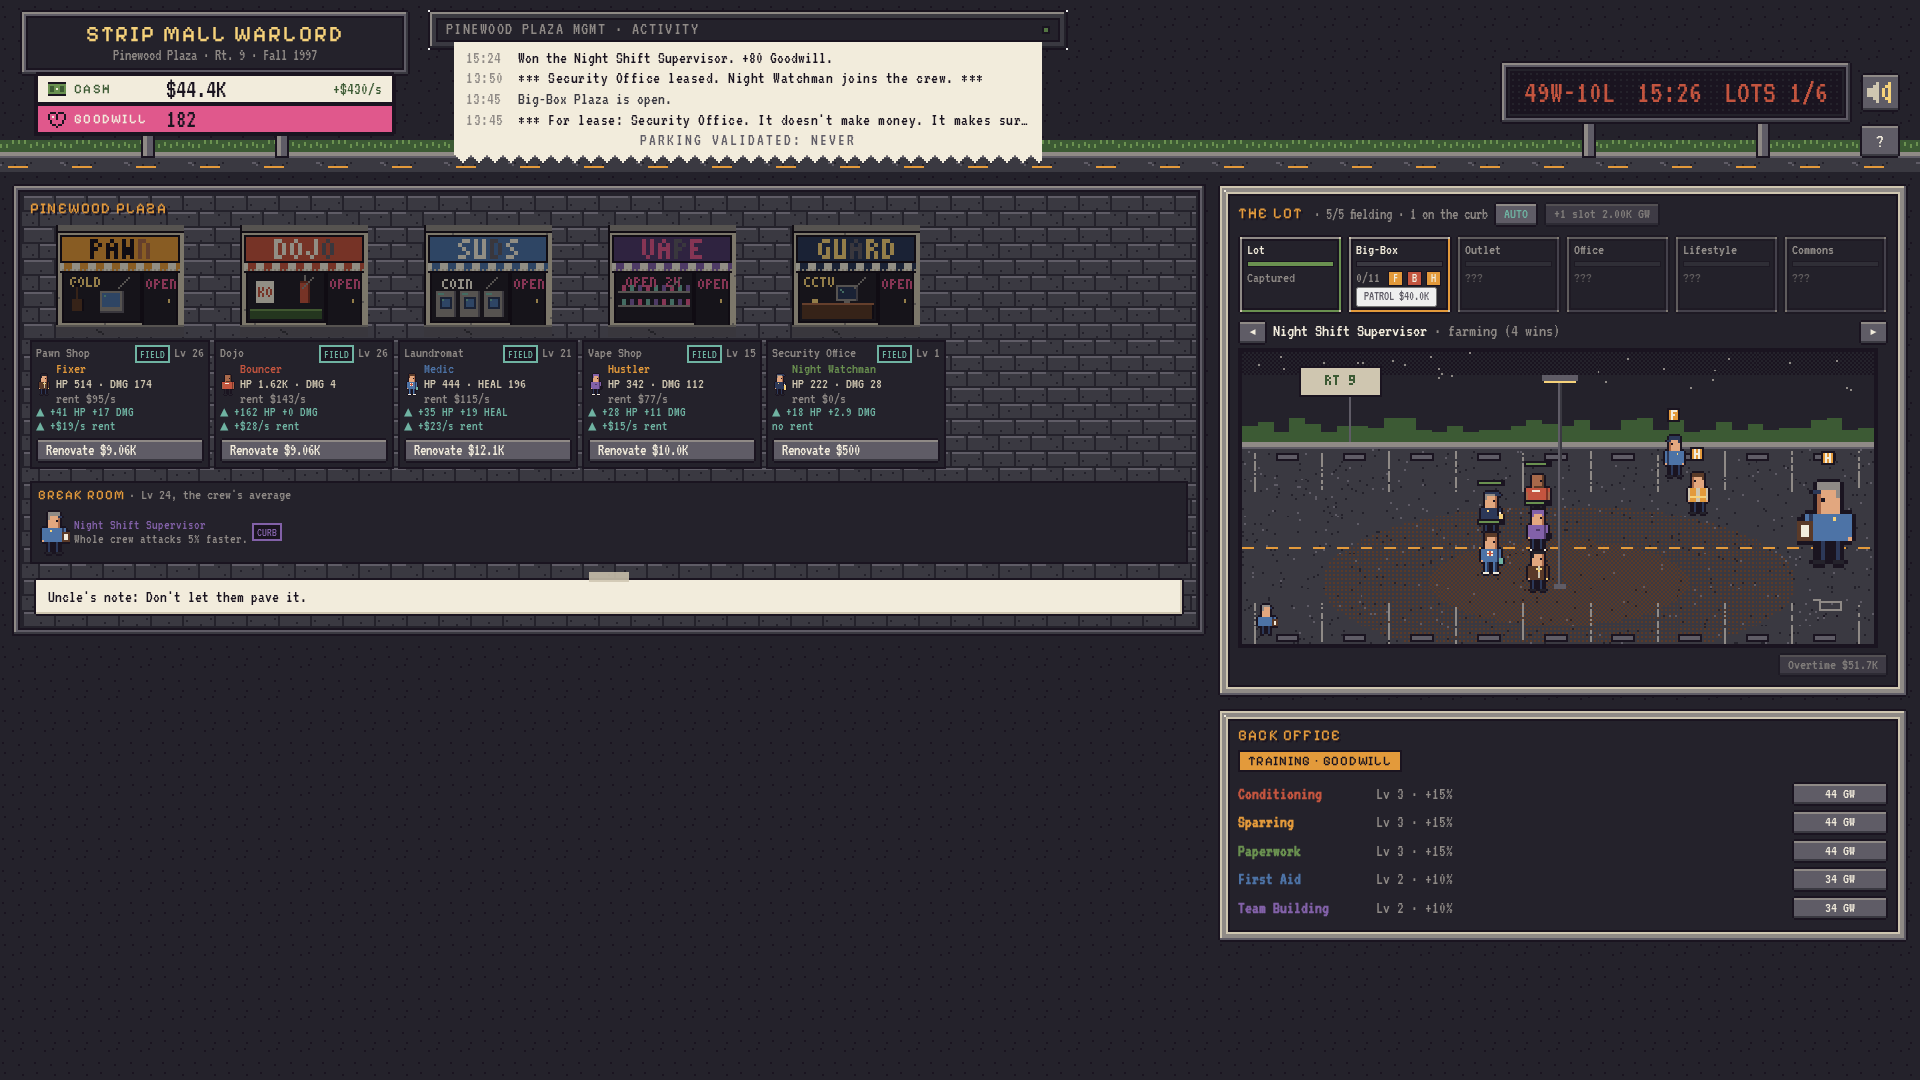 STRIP MALL WARLORD
Pinewood Plaza · Rt. 9 · Fall 1997
CASH $44.4K +$430/s
GOODWILL 182
PINEWOOD PLAZA MGMT · ACTIVITY
15:24 Won the Night Shift Supervisor. +80 Goodwill.
13:50 *** Security Office leased. Night Watchman joins the crew. ***
13:45 Big-Box Plaza is open.
13:45 *** For lease: Security Office. It doesn't make money. It makes sur…
PARKING VALIDATED: NEVER
49W-10L 15:26 LOTS 1/6
?
PINEWOOD PLAZA
PAWN DOJO SUDS VAPE GUARD
GOLD OPEN KO OPEN COIN OPEN OPEN 24 OPEN CCTV OPEN
Pawn Shop FIELD Lv 26
Fixer
HP 514 · DMG 174
rent $95/s
▲ +41 HP +17 DMG
▲ +$19/s rent
Renovate $9.06K
Dojo FIELD Lv 26
Bouncer
HP 1.62K · DMG 4
rent $143/s
▲ +162 HP +0 DMG
▲ +$28/s rent
Renovate $9.06K
Laundromat FIELD Lv 21
Medic
HP 444 · HEAL 196
rent $115/s
▲ +35 HP +19 HEAL
▲ +$23/s rent
Renovate $12.1K
Vape Shop FIELD Lv 15
Hustler
HP 342 · DMG 112
rent $77/s
▲ +28 HP +11 DMG
▲ +$15/s rent
Renovate $10.0K
Security Office FIELD Lv 1
Night Watchman
HP 222 · DMG 28
rent $0/s
▲ +18 HP +2.9 DMG
no rent
Renovate $500
BREAK ROOM · Lv 24, the crew's average
Night Shift Supervisor
Whole crew attacks 5% faster. CURB
Uncle's note: Don't let them pave it.
THE LOT · 5/5 fielding · 1 on the curb AUTO +1 slot 2.00K GW
Lot
Captured
Big-Box
0/11 F B H
PATROL $40.0K
Outlet
???
Office
???
Lifestyle
???
Commons
???
◄ Night Shift Supervisor · farming (4 wins) ►
RT 9
F
H
H
Overtime $51.7K
BACK OFFICE
TRAINING · GOODWILL
Conditioning Lv 3 · +15% 44 GW
Sparring Lv 3 · +15% 44 GW
Paperwork Lv 3 · +15% 44 GW
First Aid Lv 2 · +10% 34 GW
Team Building Lv 2 · +10% 34 GW